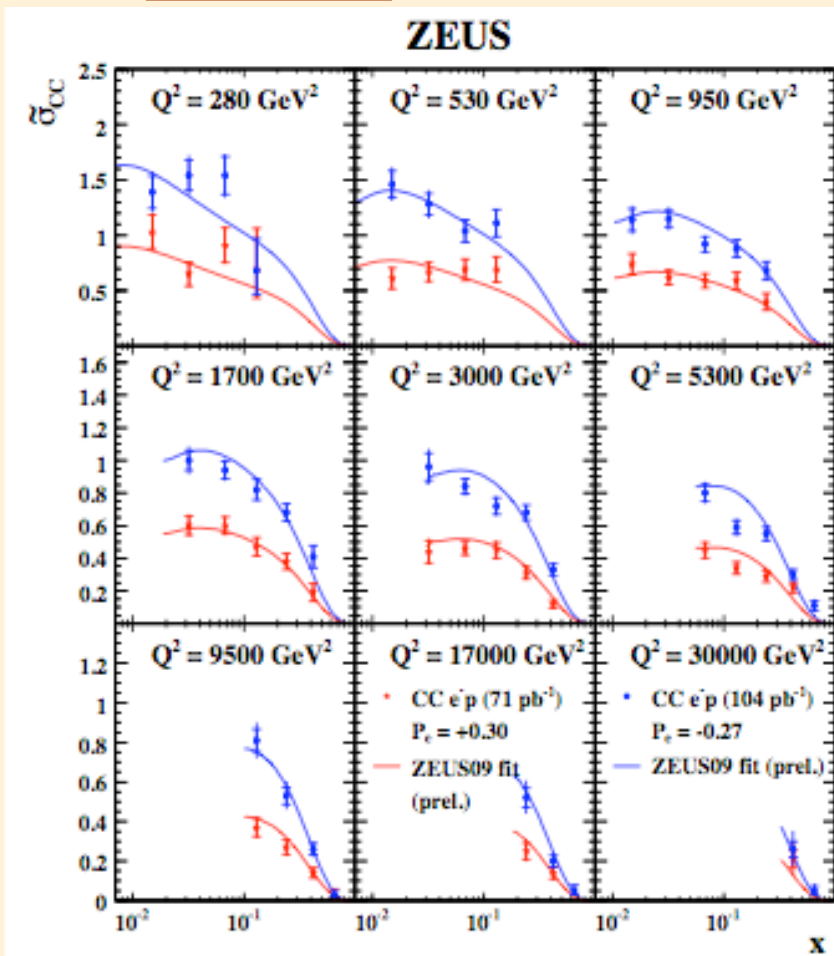 ZEUS
σ̃CC
Q² = 280 GeV²
Q² = 530 GeV²
Q² = 950 GeV²
2.5
2
1.5
1
0.5
Q² = 1700 GeV²
Q² = 3000 GeV²
Q² = 5300 GeV²
1.6
1.4
1.2
1
0.8
0.6
0.4
0.2
Q² = 9500 GeV²
Q² = 17000 GeV²
Q² = 30000 GeV²
1.2
1
0.8
0.6
0.4
0.2
0
CC e⁻p (71 pb⁻¹)
Pₑ = +0.30
ZEUS09 fit
(prel.)
CC e⁻p (104 pb⁻¹)
Pₑ = -0.27
ZEUS09 fit (prel.)
10⁻² 10⁻¹ 10⁻² 10⁻¹ 10⁻² 10⁻¹
x